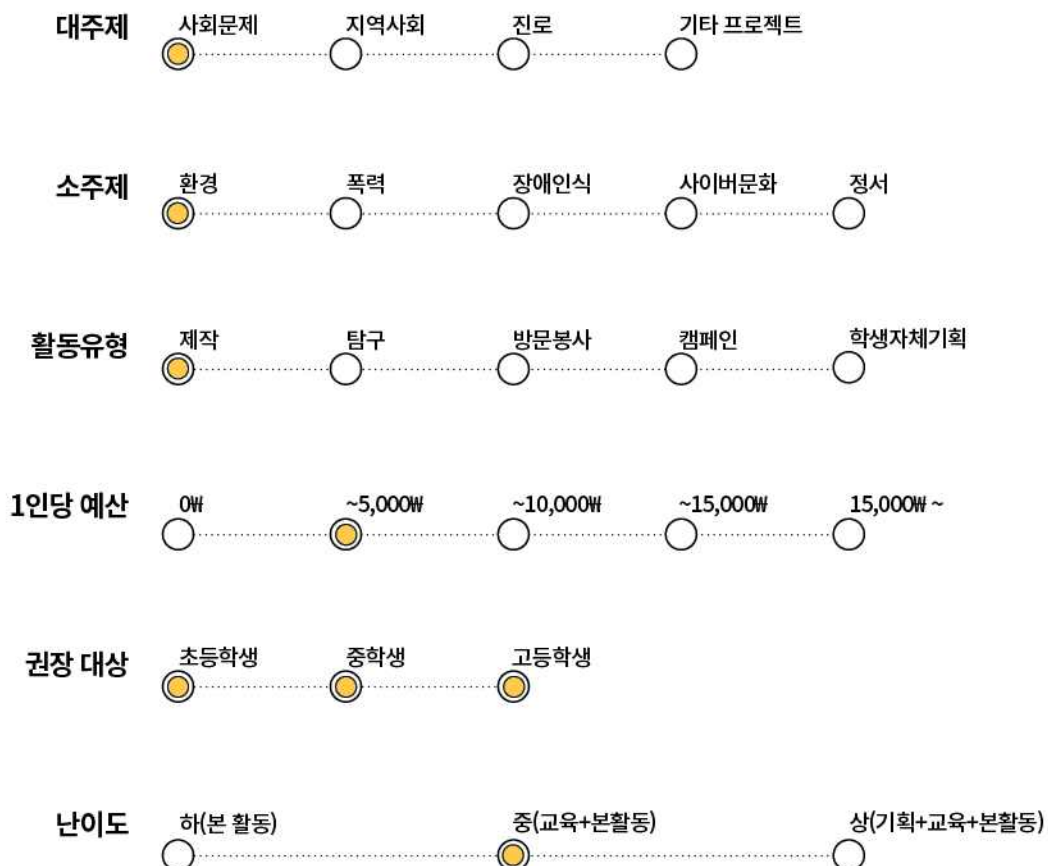 대주제 사회문제 지역사회 진로 기타 프로젝트
소주제 환경 폭력 장애인식 사이버문화 정서
활동유형 제작 탐구 방문봉사 캠페인 학생자체기획
1인당 예산 0₩ ~5,000₩ ~10,000₩ ~15,000₩ 15,000₩ ~
권장 대상 초등학생 중학생 고등학생
난이도 하(본 활동) 중(교육+본활동) 상(기획+교육+본활동)